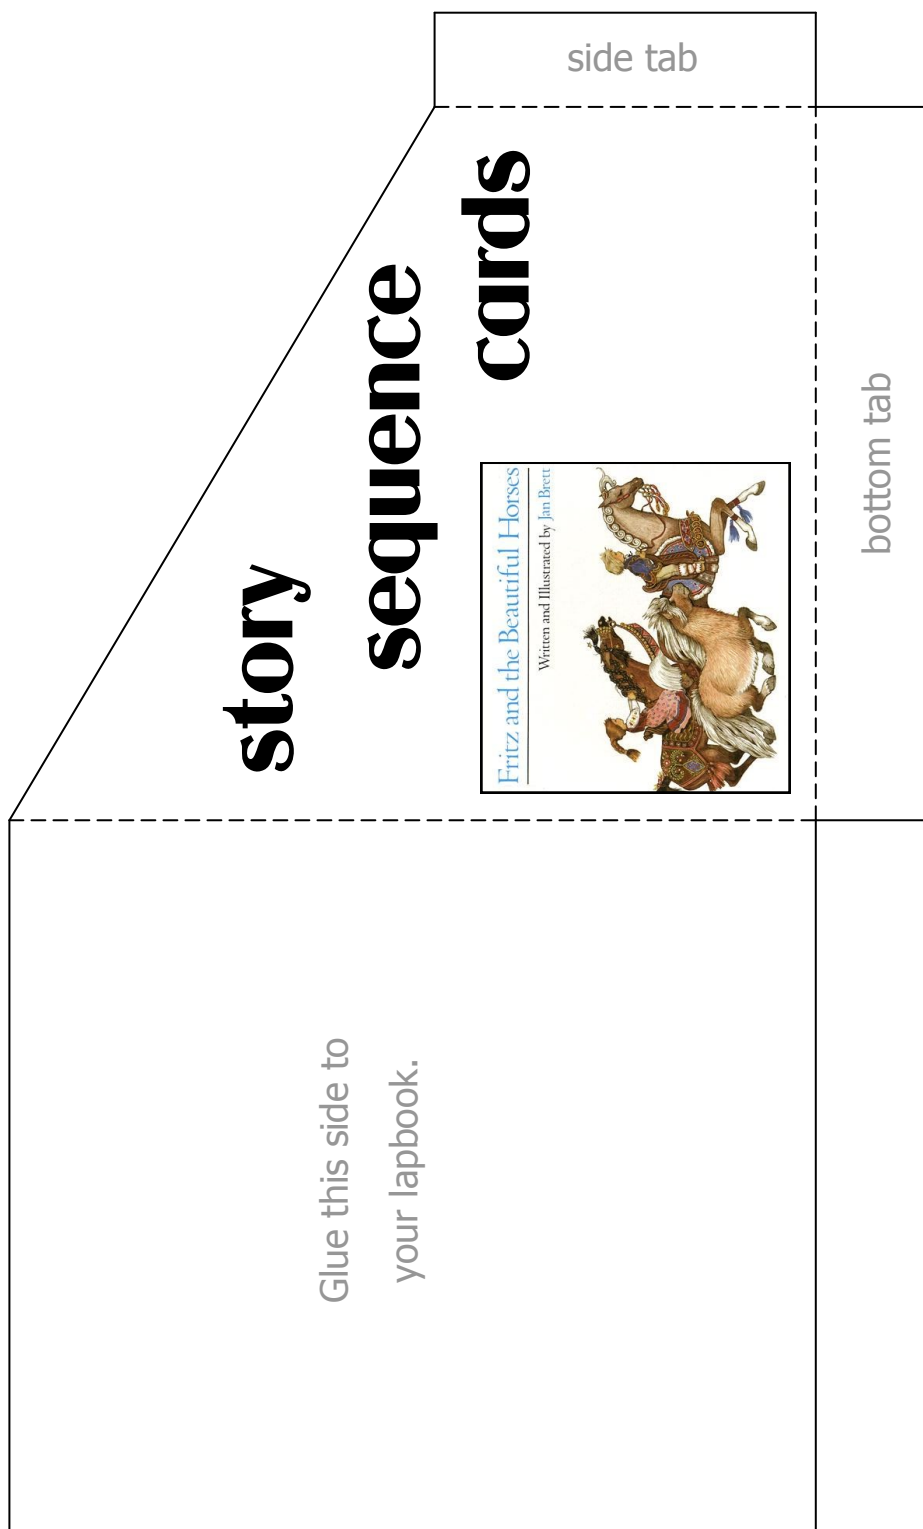 side tab
story
sequence
cards
Fritz and the Beautiful Horses
Written and Illustrated by Jan Brett
bottom tab
Glue this side to
your lapbook.